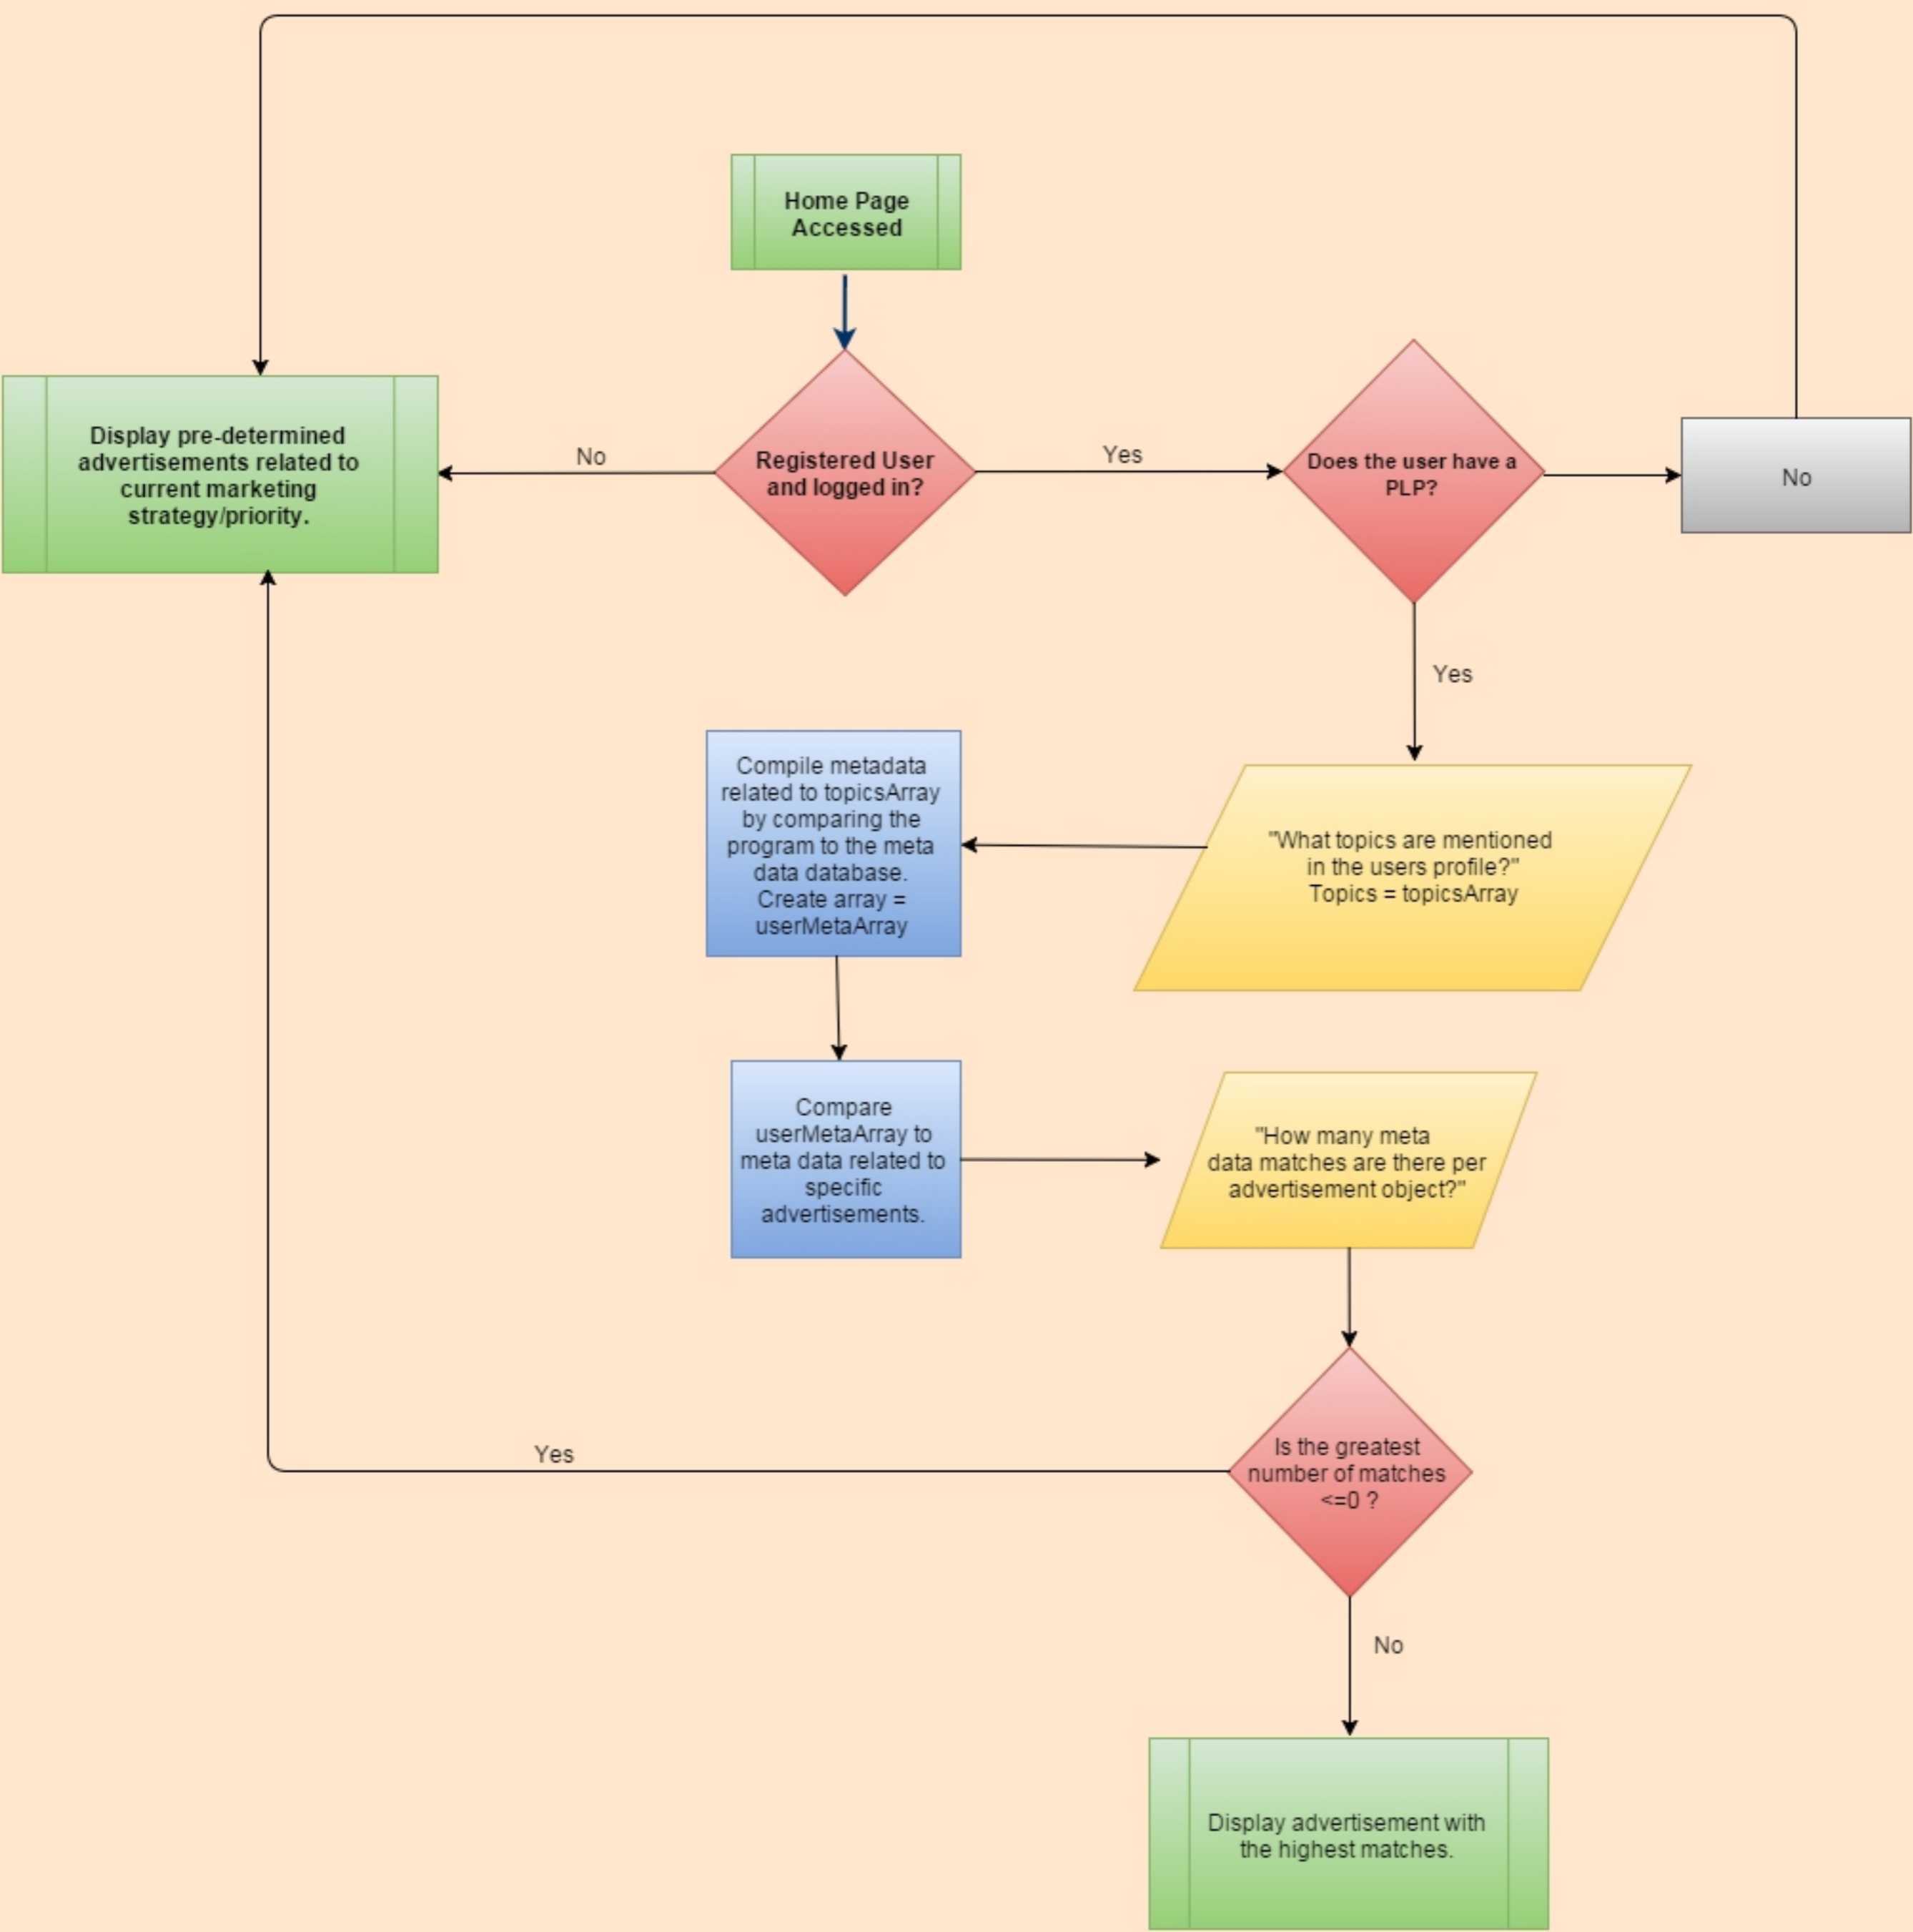 Home Page
Accessed
Display pre-determined
advertisements related to
current marketing
strategy/priority.
No
Registered User
and logged in?
Yes
Does the user have a
PLP?
No
Yes
Compile metadata
related to topicsArray
by comparing the
program to the meta
data database.
Create array =
userMetaArray
"What topics are mentioned
in the users profile?"
Topics = topicsArray
Compare
userMetaArray to
meta data related to
specific
advertisements.
"How many meta
data matches are there per
advertisement object?"
Yes
Is the greatest
number of matches
<=0 ?
No
Display advertisement with
the highest matches.